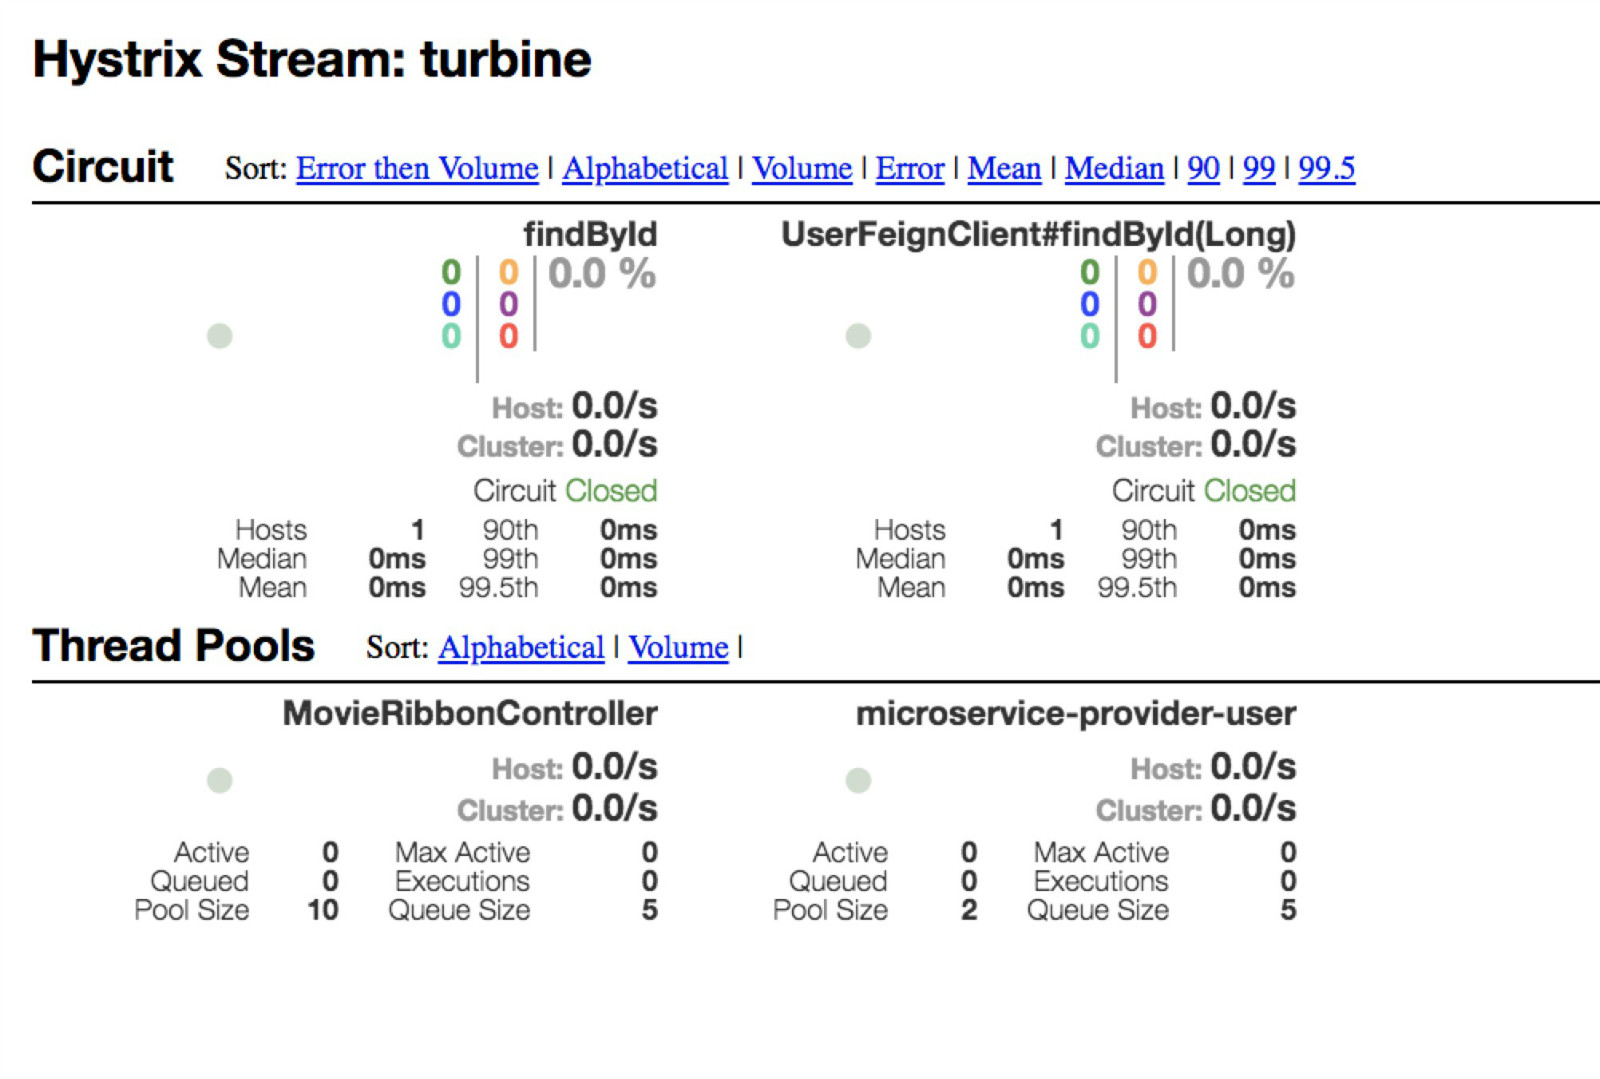 Hystrix Stream: turbine
Circuit Sort: Error then Volume | Alphabetical | Volume | Error | Mean | Median | 90 | 99 | 99.5
findById
0 0 0.0 %
0 0
0 0
Host: 0.0/s
Cluster: 0.0/s
Circuit Closed
Hosts 1 90th 0ms
Median 0ms 99th 0ms
Mean 0ms 99.5th 0ms
UserFeignClient#findById(Long)
0 0 0.0 %
0 0
0 0
Host: 0.0/s
Cluster: 0.0/s
Circuit Closed
Hosts 1 90th 0ms
Median 0ms 99th 0ms
Mean 0ms 99.5th 0ms
Thread Pools Sort: Alphabetical | Volume |
MovieRibbonController
Host: 0.0/s
Cluster: 0.0/s
Active 0 Max Active 0
Queued 0 Executions 0
Pool Size 10 Queue Size 5
microservice-provider-user
Host: 0.0/s
Cluster: 0.0/s
Active 0 Max Active 0
Queued 0 Executions 0
Pool Size 2 Queue Size 5